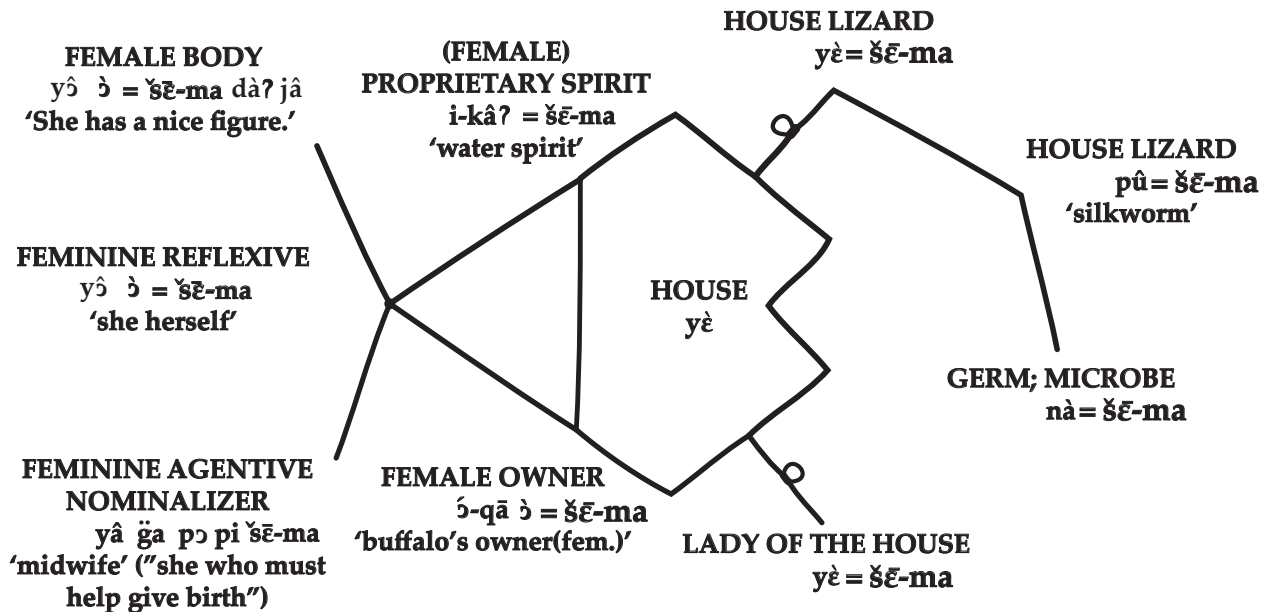 FEMALE BODY
yɔ̂ ɔ̀ = šɛ̄-ma dàʔ jâ
‘She has a nice figure.’
(FEMALE)
PROPRIETARY SPIRIT
i-kâʔ = šɛ̄-ma
‘water spirit’
HOUSE LIZARD
yɛ̀= šɛ̄-ma
HOUSE LIZARD
pû= šɛ̄-ma
‘silkworm’
FEMININE REFLEXIVE
yɔ̂ ɔ̀ = šɛ̄-ma
‘she herself’
HOUSE
yɛ̀
GERM; MICROBE
nà= šɛ̄-ma
FEMININE AGENTIVE
NOMINALIZER
yâ g̈a pɔ pi šɛ̄-ma
‘midwife’ (”she who must
help give birth”)
FEMALE OWNER
ɔ́-qā ɔ̀ = šɛ̄-ma
‘buffalo’s owner(fem.)’
LADY OF THE HOUSE
yɛ̀ = šɛ̄-ma